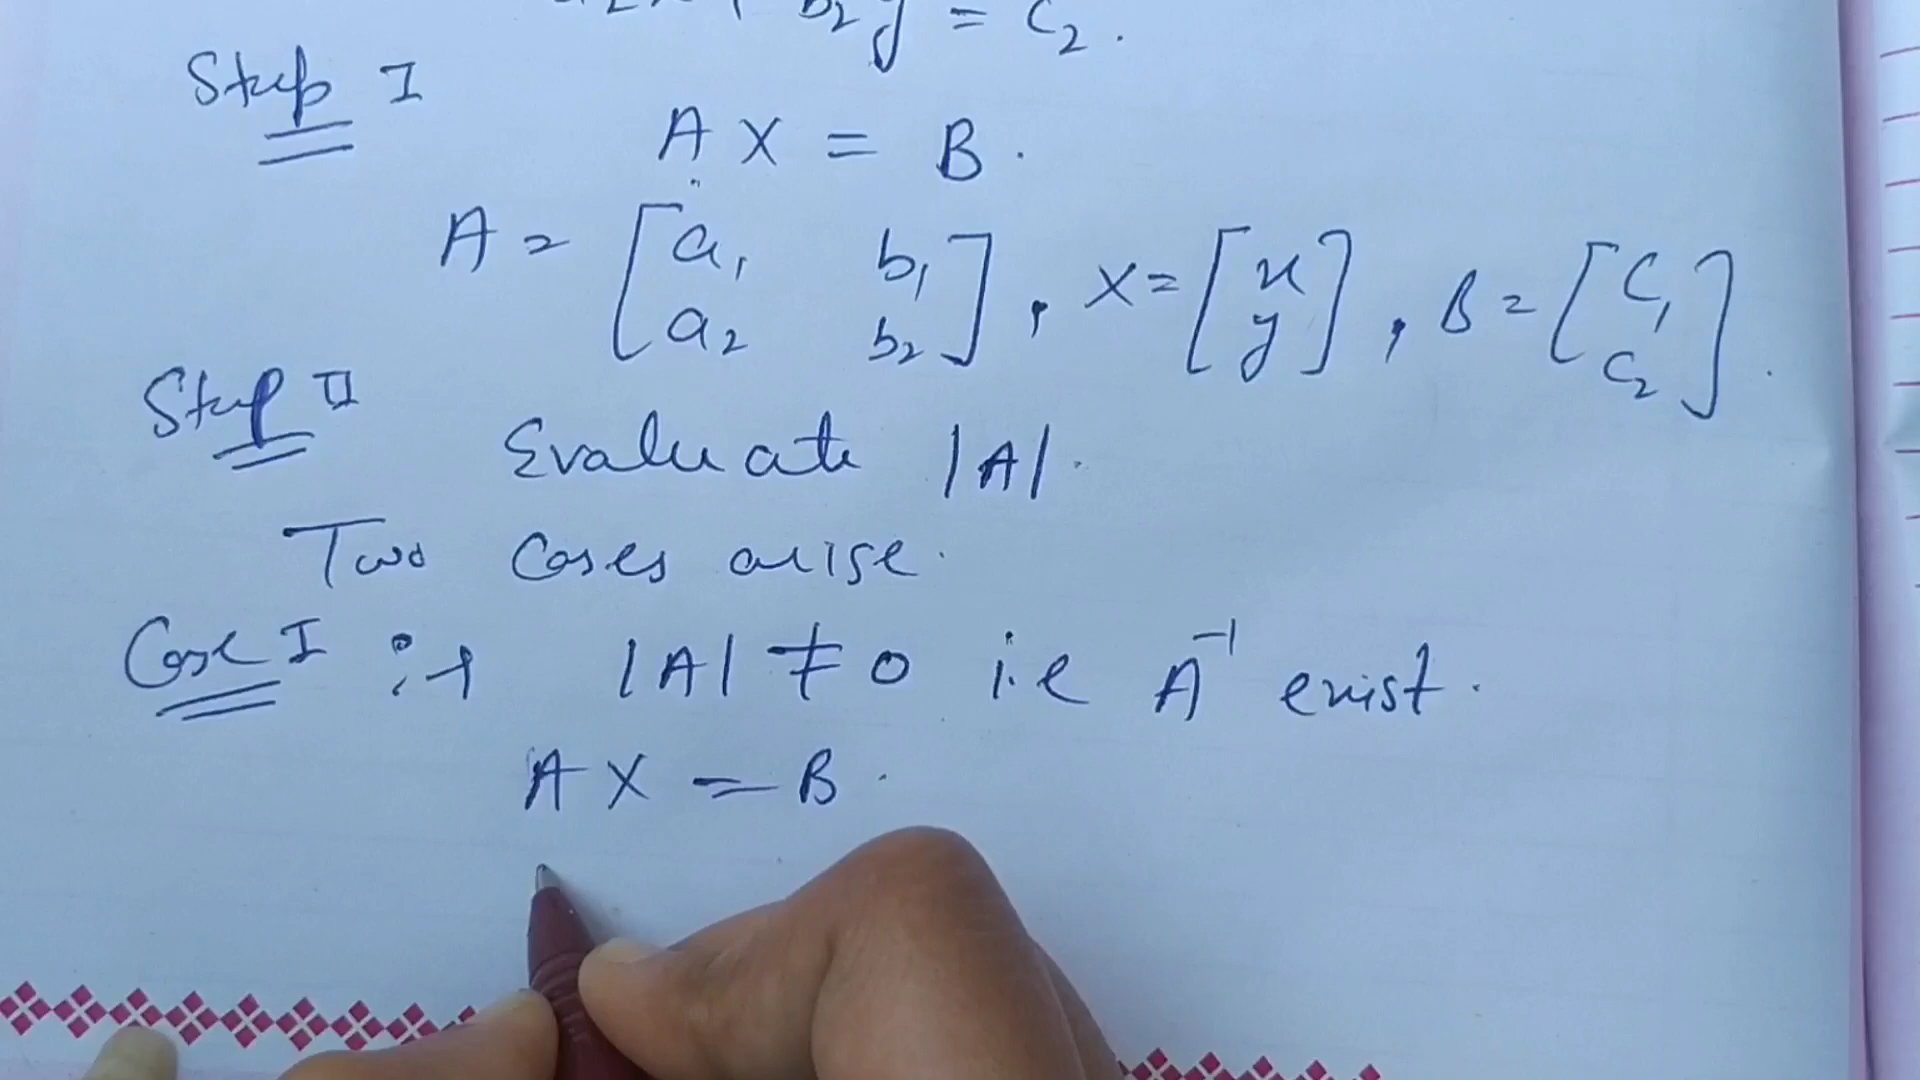 a₂x + b₂y = c₂.
Step I
AX = B.
A = [a₁ b₁ a₂ b₂], X = [x y], B = [c₁ c₂].
Step II
Evaluate |A|.
Two Cases arise.
Case I if |A| ≠ 0 i.e A⁻¹ exist.
AX = B.